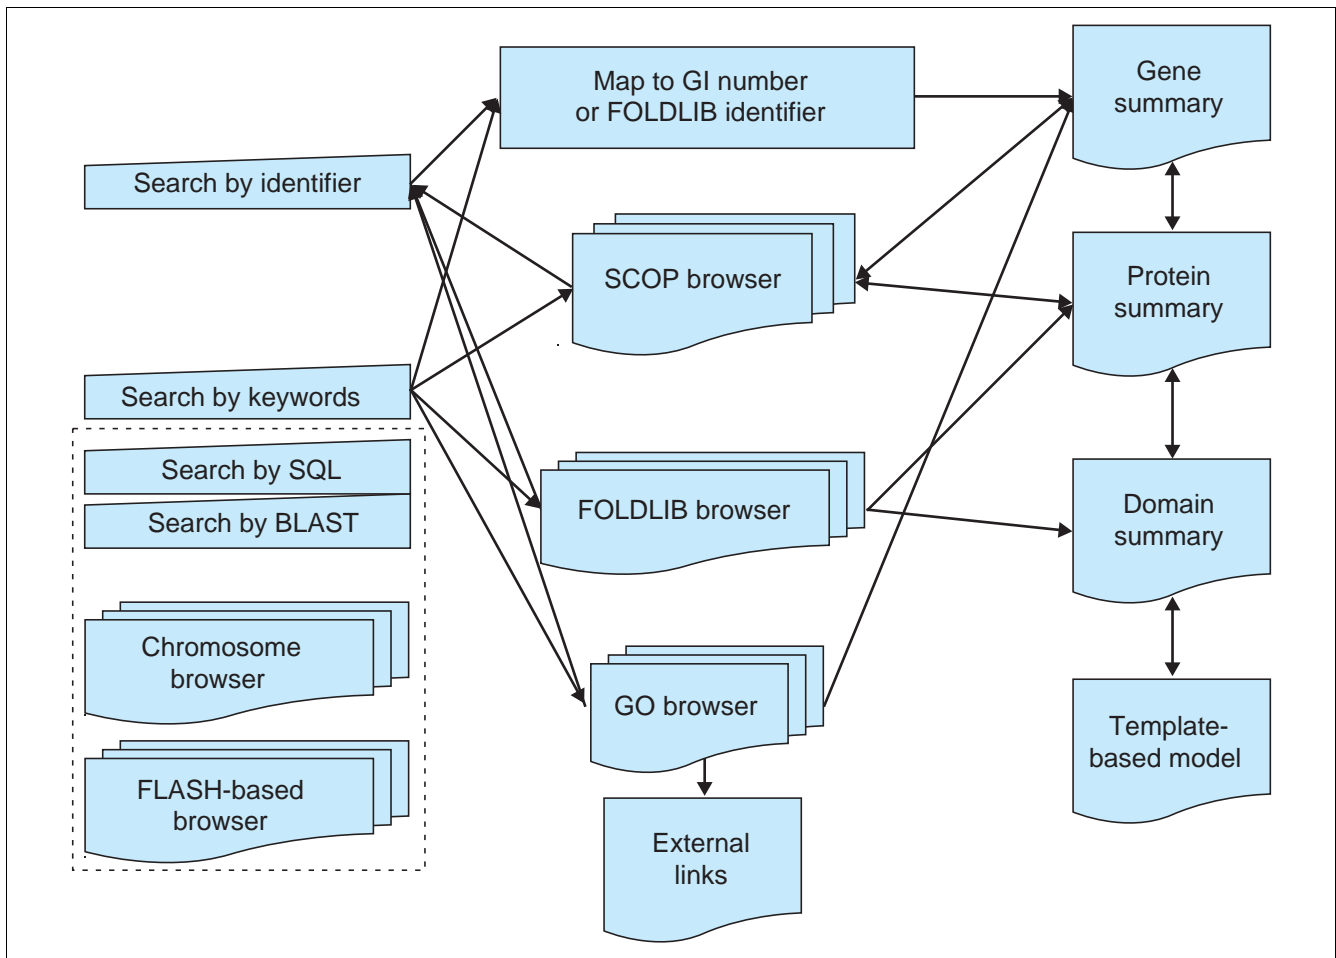 Map to GI number
or FOLDLIB identifier
Gene
summary
Search by identifier
SCOP browser
Protein
summary
Search by keywords
Search by SQL
Search by BLAST
FOLDLIB browser
Domain
summary
Chromosome
browser
GO browser
Template-
based model
FLASH-based
browser
External
links